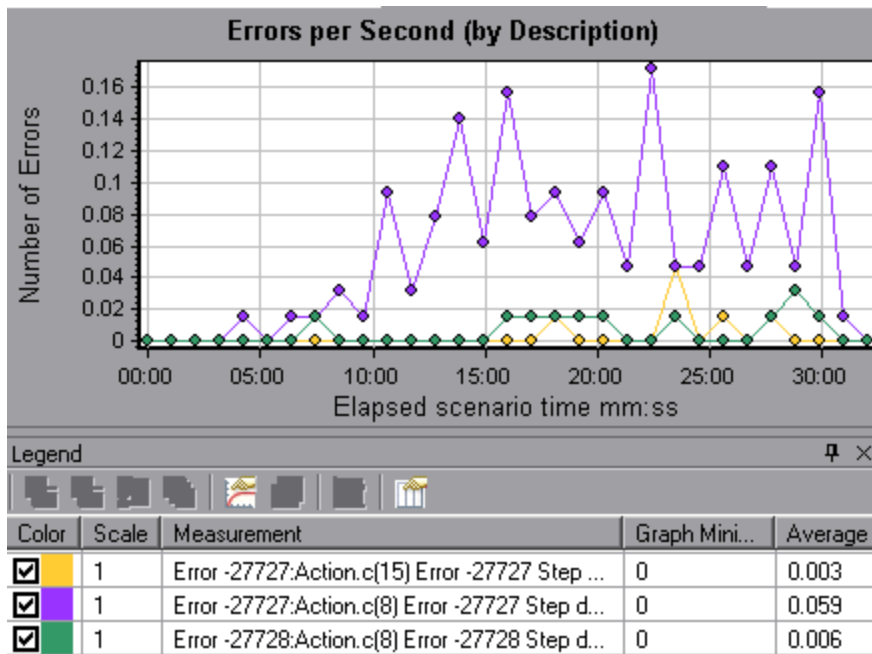 Errors per Second (by Description)
Number of Errors
0.16
0.14
0.12
0.1
0.08
0.06
0.04
0.02
0
00:00 05:00 10:00 15:00 20:00 25:00 30:00
Elapsed scenario time mm:ss
Legend
Color Scale Measurement Graph Mini... Average
1 Error -27727:Action.c(15) Error -27727 Step ... 0 0.003
1 Error -27727:Action.c(8) Error -27727 Step d... 0 0.059
1 Error -27728:Action.c(8) Error -27728 Step d... 0 0.006